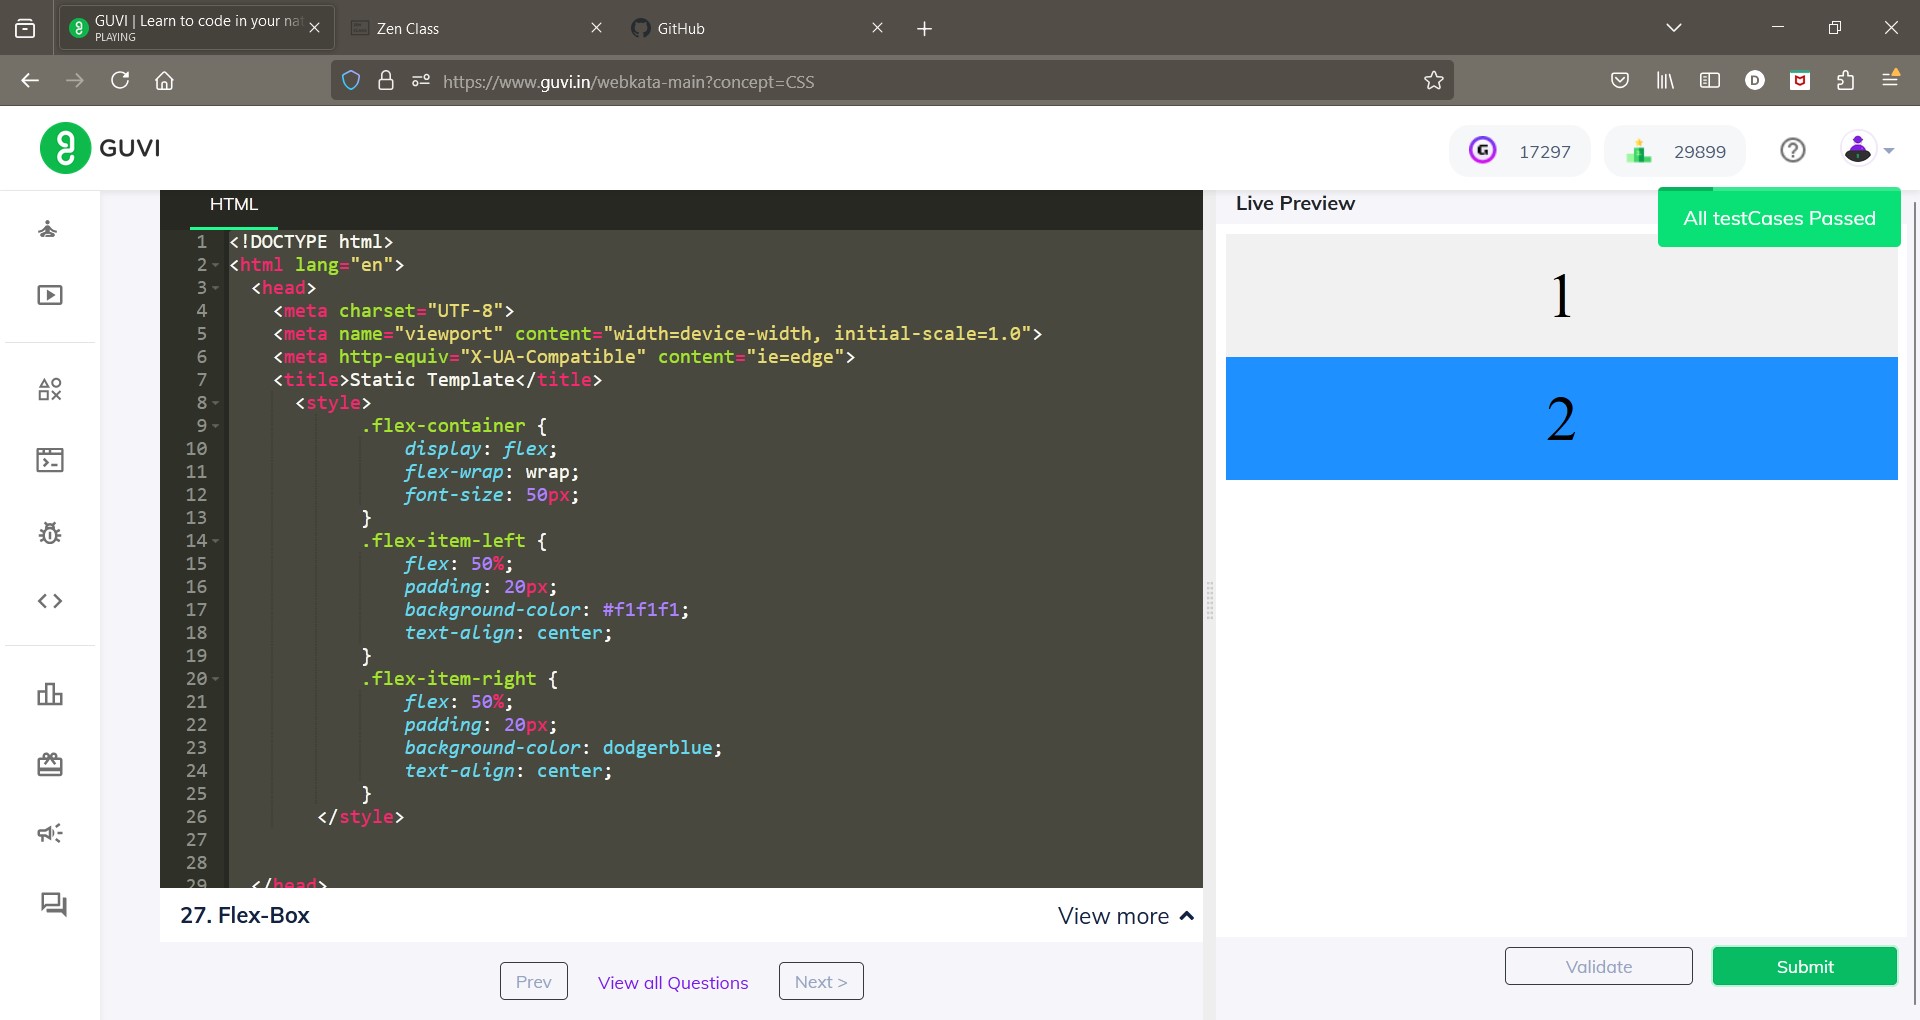 GUVI | Learn to code in your nat
PLAYING
Zen Class
GitHub
https://www.guvi.in/webkata-main?concept=CSS
D
GUVI
G
17297
29899
HTML
Live Preview
All testCases Passed
1 <!DOCTYPE html>
2 <html lang="en">
3 <head>
4 <meta charset="UTF-8">
5 <meta name="viewport" content="width=device-width, initial-scale=1.0">
6 <meta http-equiv="X-UA-Compatible" content="ie=edge">
7 <title>Static Template</title>
8 <style>
9 .flex-container {
10 display: flex;
11 flex-wrap: wrap;
12 font-size: 50px;
13 }
14 .flex-item-left {
15 flex: 50%;
16 padding: 20px;
17 background-color: #f1f1f1;
18 text-align: center;
19 }
20 .flex-item-right {
21 flex: 50%;
22 padding: 20px;
23 background-color: dodgerblue;
24 text-align: center;
25 }
26 </style>
27
28
29 </head>
1
2
27. Flex-Box
View more
Prev
View all Questions
Next >
Validate
Submit